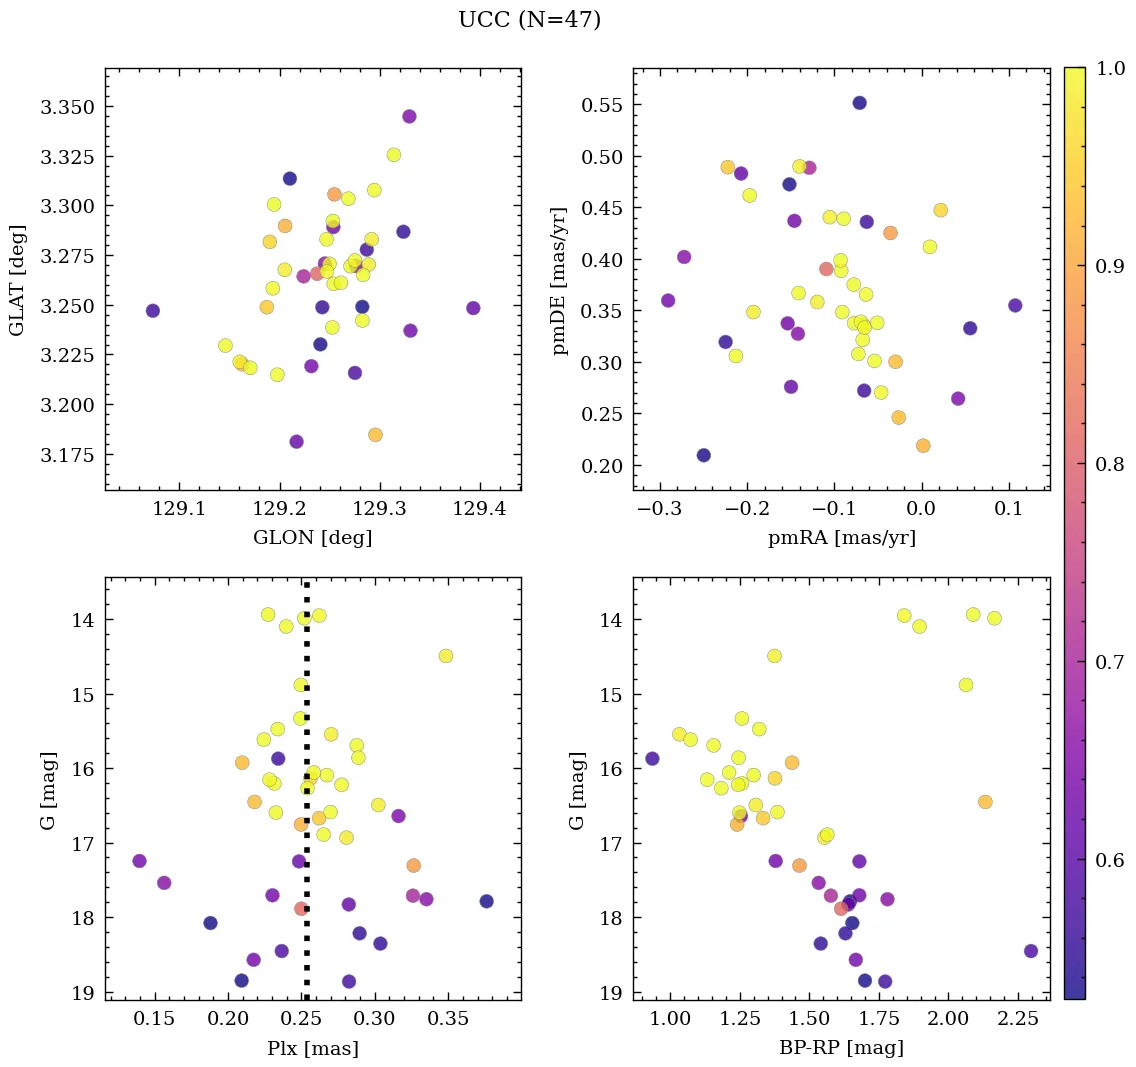 UCC (N=47)
3.350
3.325
3.300
3.275
3.250
3.225
3.200
3.175
GLAT [deg]
129.1 129.2 129.3 129.4
GLON [deg]
0.55
0.50
0.45
0.40
0.35
0.30
0.25
0.20
pmDE [mas/yr]
−0.3 −0.2 −0.1 0.0 0.1
pmRA [mas/yr]
1.0
0.9
0.8
0.7
0.6
14
15
16
17
18
19
G [mag]
0.15 0.20 0.25 0.30 0.35
Plx [mas]
14
15
16
17
18
19
G [mag]
1.00 1.25 1.50 1.75 2.00 2.25
BP-RP [mag]